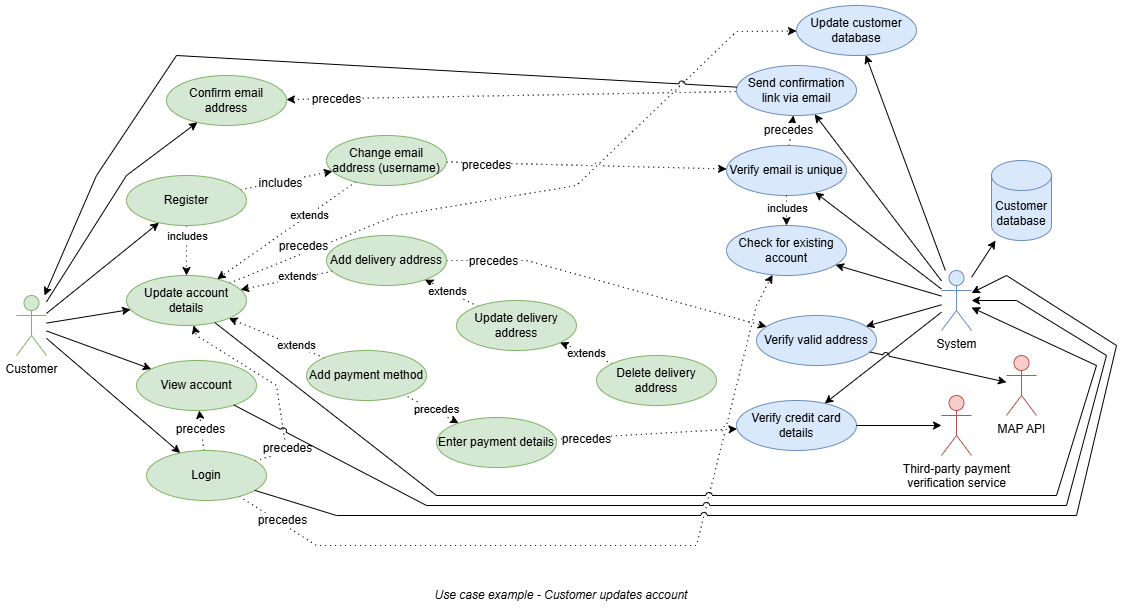 Update customer
database
Confirm email
address
precedes
Send confirmation
link via email
precedes
Change email
address (username)
precedes
Verify email is unique
Register
includes
includes
Customer
database
extends
includes
precedes
Add delivery address
precedes
Check for existing
account
extends
Update account
details
extends
Update delivery
address
Verify valid address
System
Customer
extends
extends
Add payment method
Delete delivery
address
View account
precedes
Enter payment details
precedes
Verify credit card
details
MAP API
precedes
precedes
Login
Third-party payment
verification service
precedes
Use case example - Customer updates account